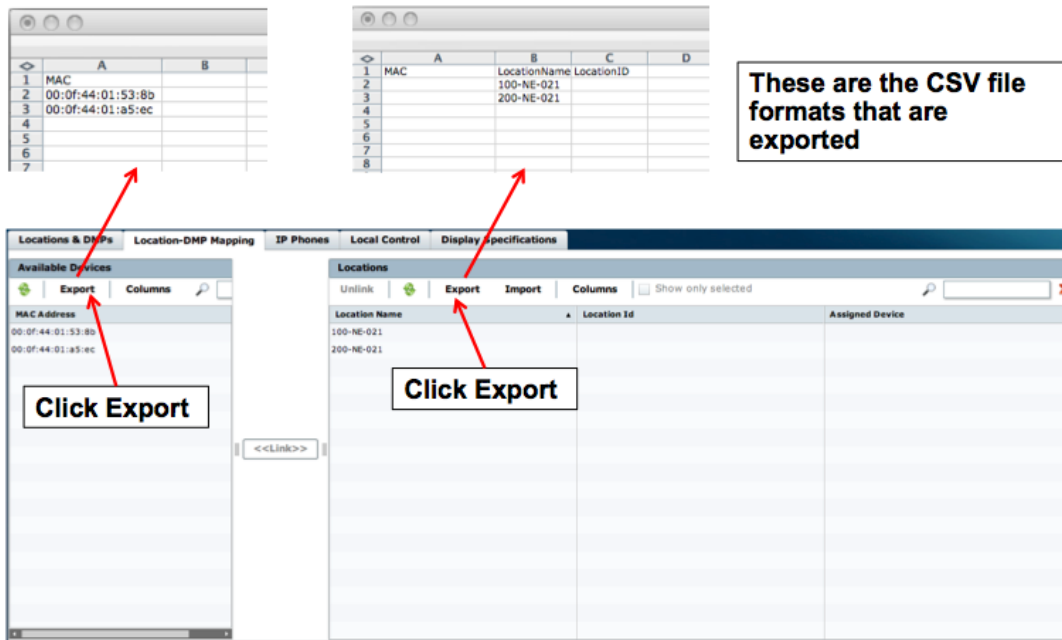 A B
1 MAC
2 00:0f:44:01:53:8b
3 00:0f:44:01:a5:ec
4
5
6
7
A B C D
1 MAC LocationName LocationID
2 100-NE-021
3 200-NE-021
4
5
6
7
8
These are the CSV file
formats that are
exported
Locations & DMPs Location-DMP Mapping IP Phones Local Control Display Specifications
Available Devices
Export Columns
MAC Address
00:0f:44:01:53:8b
00:0f:44:01:a5:ec
Click Export
<<Link>>
Locations
Unlink Export Import Columns Show only selected
Location Name Location Id Assigned Device
100-NE-021
200-NE-021
Click Export